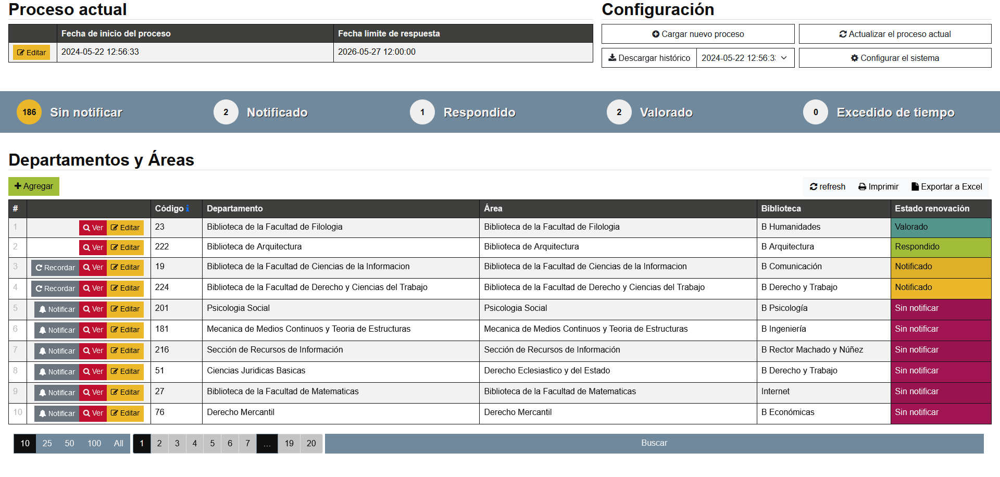 Proceso actual
Fecha de inicio del proceso Fecha límite de respuesta
Editar 2024-05-22 12:56:33 2026-05-27 12:00:00
Configuración
Cargar nuevo proceso Actualizar el proceso actual
Descargar histórico 2024-05-22 12:56:3 Configurar el sistema
186 Sin notificar 2 Notificado 1 Respondido 2 Valorado 0 Excedido de tiempo
Departamentos y Áreas
Agregar refresh Imprimir Exportar a Excel
# Código Departamento Área Biblioteca Estado renovación
1 Ver Editar 23 Biblioteca de la Facultad de Filologia Biblioteca de la Facultad de Filologia B Humanidades Valorado
2 Ver Editar 222 Biblioteca de Arquitectura Biblioteca de Arquitectura B Arquitectura Respondido
3 Recordar Ver Editar 19 Biblioteca de la Facultad de Ciencias de la Informacion Biblioteca de la Facultad de Ciencias de la Informacion B Comunicación Notificado
4 Recordar Ver Editar 224 Biblioteca de la Facultad de Derecho y Ciencias del Trabajo Biblioteca de la Facultad de Derecho y Ciencias del Trabajo B Derecho y Trabajo Notificado
5 Notificar Ver Editar 201 Psicologia Social Psicologia Social B Psicología Sin notificar
6 Notificar Ver Editar 181 Mecanica de Medios Continuos y Teoria de Estructuras Mecanica de Medios Continuos y Teoria de Estructuras B Ingeniería Sin notificar
7 Notificar Ver Editar 216 Sección de Recursos de Información Sección de Recursos de Información B Rector Machado y Núñez Sin notificar
8 Notificar Ver Editar 51 Ciencias Juridicas Basicas Derecho Eclesiastico y del Estado B Derecho y Trabajo Sin notificar
9 Notificar Ver Editar 27 Biblioteca de la Facultad de Matematicas Biblioteca de la Facultad de Matematicas Internet Sin notificar
10 Notificar Ver Editar 76 Derecho Mercantil Derecho Mercantil B Económicas Sin notificar
10 25 50 100 All 1 2 3 4 5 6 7 ... 19 20 Buscar